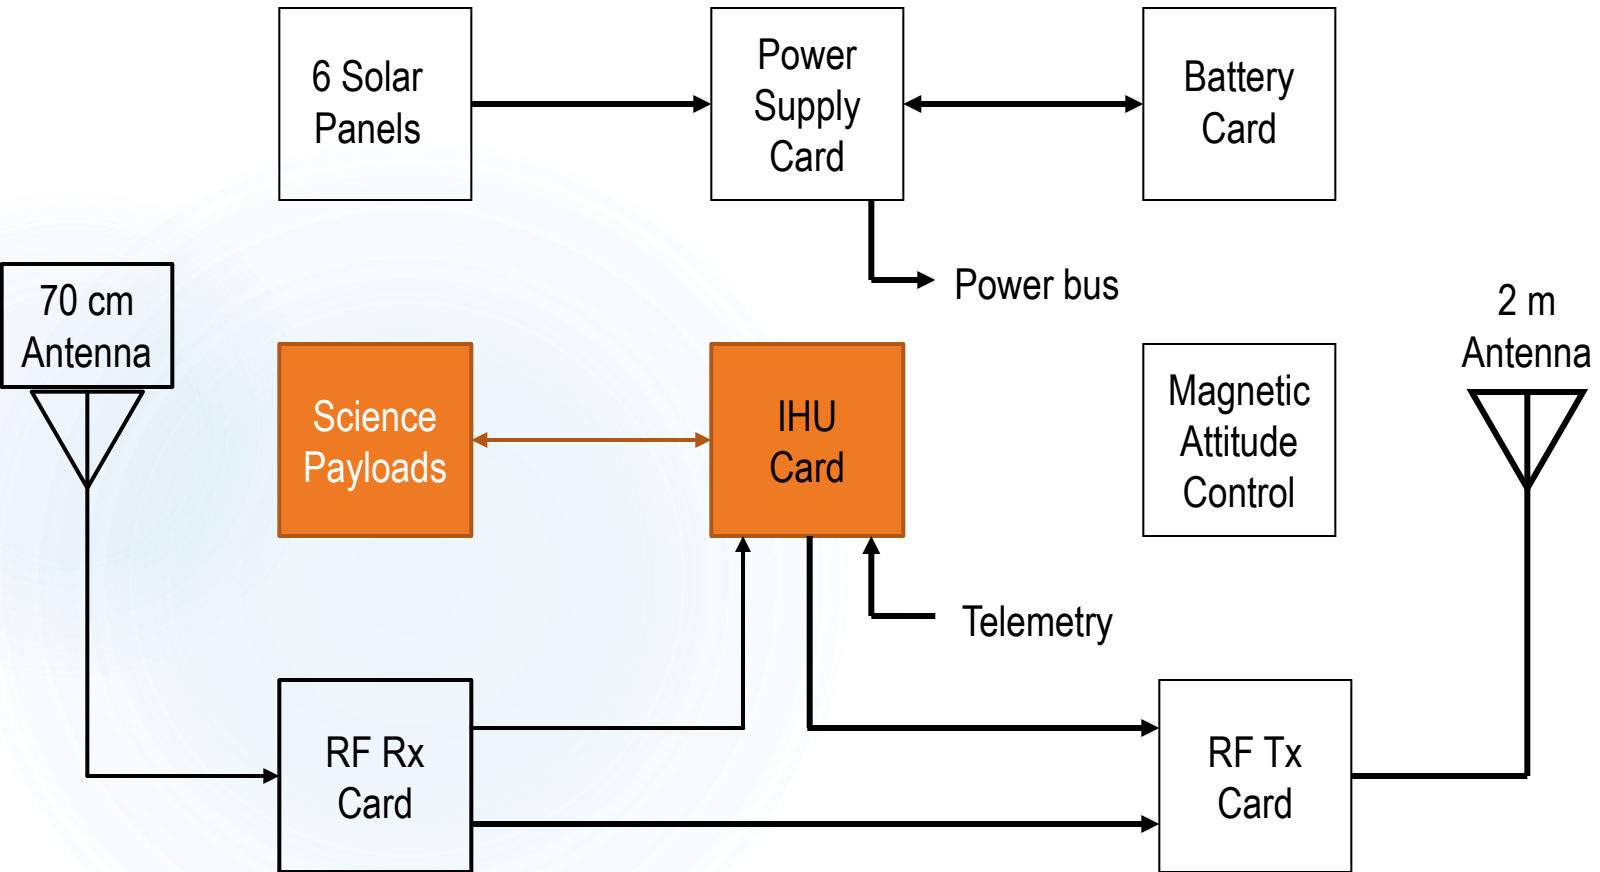 6 Solar
Panels
Power
Supply
Card
Battery
Card
Power bus
70 cm
Antenna
2 m
Antenna
Science
Payloads
IHU
Card
Magnetic
Attitude
Control
Telemetry
RF Rx
Card
RF Tx
Card